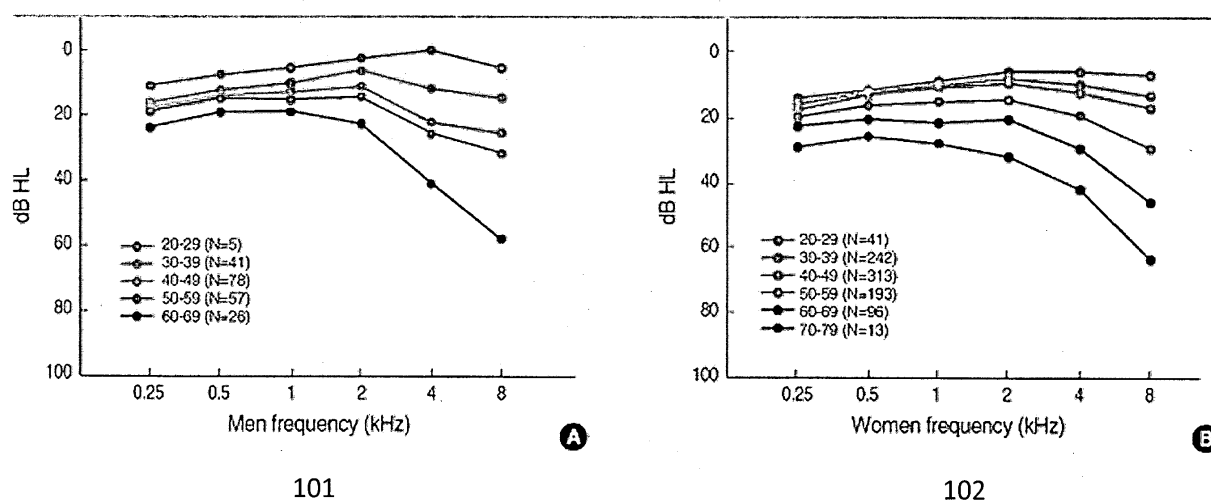 0
20
40
60
80
100
dB HL
20-29 (N=5)
30-39 (N=41)
40-49 (N=78)
50-59 (N=57)
60-69 (N=26)
0.25 0.5 1 2 4 8
Men frequency (kHz)
A
101
0
20
40
60
80
100
dB HL
20-29 (N=41)
30-39 (N=242)
40-49 (N=313)
50-59 (N=193)
60-69 (N=96)
70-79 (N=13)
0.25 0.5 1 2 4 8
Women frequency (kHz)
B
102